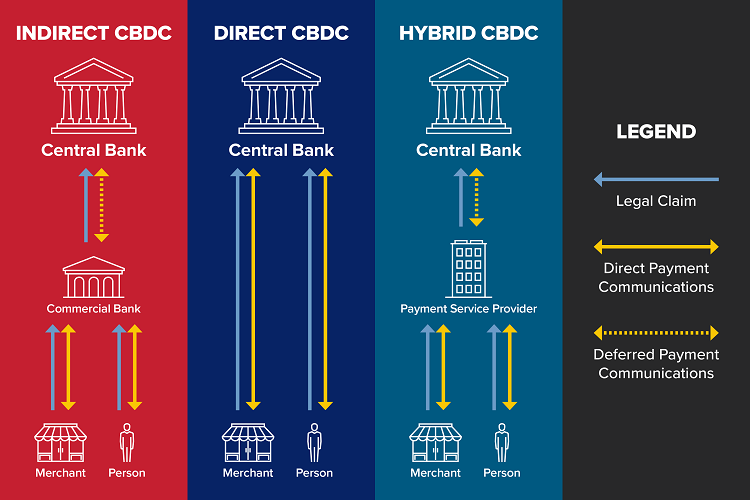 INDIRECT CBDC
Central Bank
Commercial Bank
Merchant
Person
DIRECT CBDC
Central Bank
Merchant
Person
HYBRID CBDC
Central Bank
Payment Service Provider
Merchant
Person
LEGEND
Legal Claim
Direct Payment
Communications
Deferred Payment
Communications